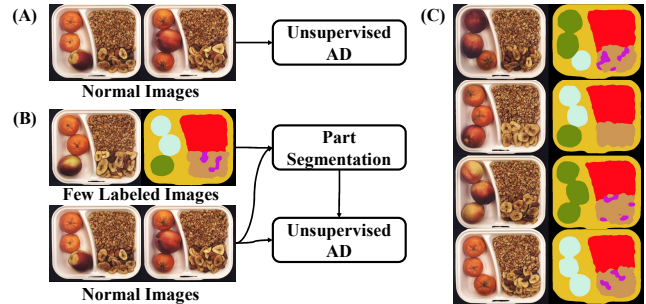 (A)
Unsupervised
AD
Normal Images
(B)
Part
Segmentation
Few Labeled Images
Unsupervised
AD
Normal Images
(C)